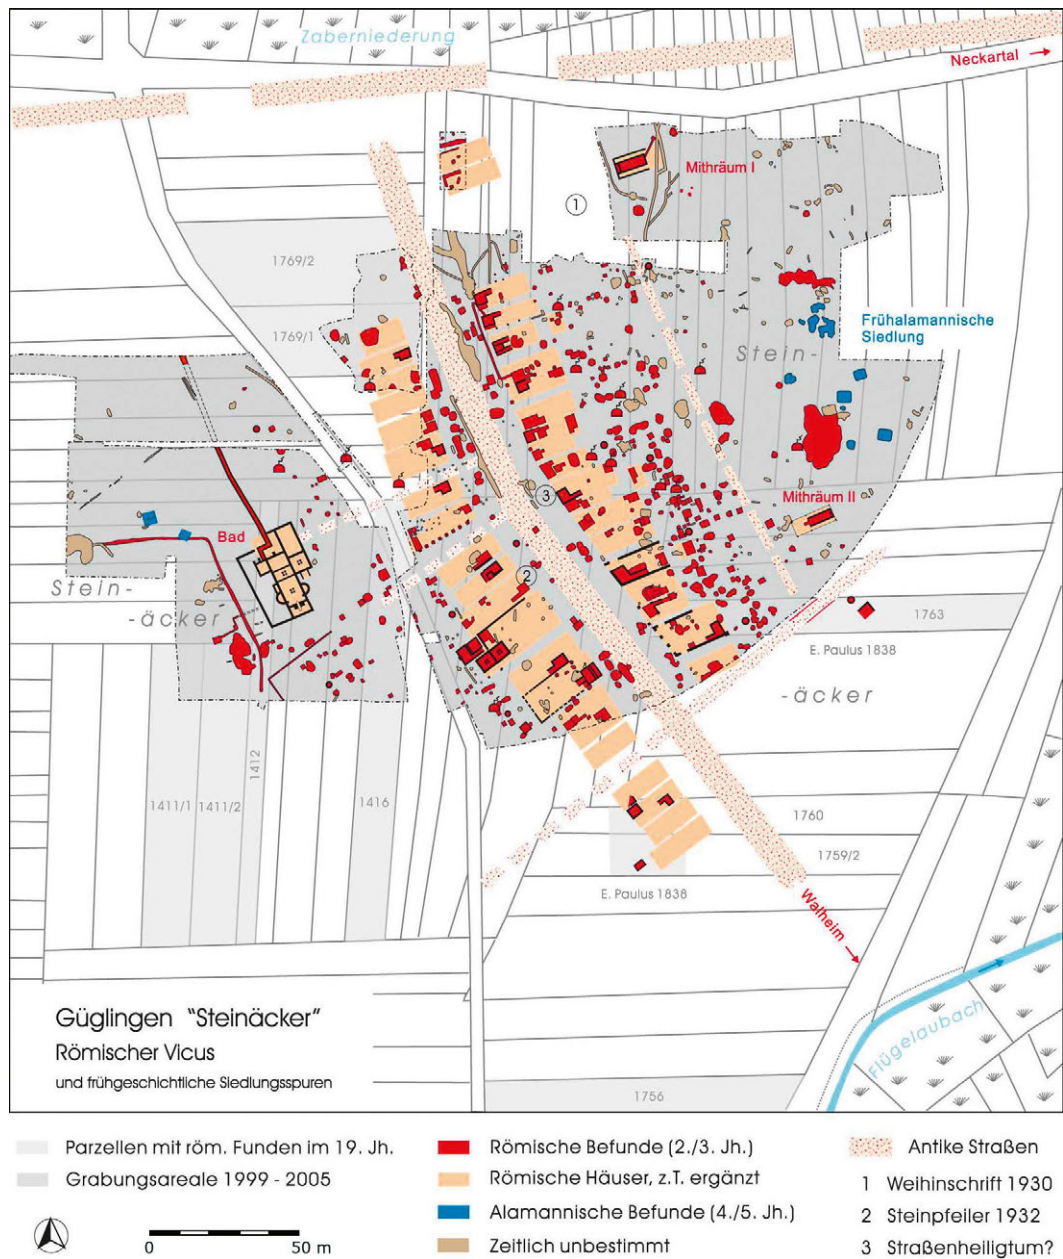 Zaberniederung
Neckartal
Mithräum I
1
1769/2
1769/1
Frühalamannische
Siedlung
Stein-
3
Mithräum II
Bad
2
Stein-
-äcker
1763
E. Paulus 1838
-äcker
1412
1411/1
1411/2
1416
1760
1759/2
E. Paulus 1838
Walheim
Flügelaubach
Güglingen "Steinäcker"
Römischer Vicus
und frühgeschichtliche Siedlungsspuren
1756
Parzellen mit röm. Funden im 19. Jh.
Grabungsareale 1999 - 2005
0 50 m
Römische Befunde (2./3. Jh.)
Römische Häuser, z.T. ergänzt
Alamannische Befunde (4./5. Jh.)
Zeitlich unbestimmt
Antike Straßen
1 Weihinschrift 1930
2 Steinpfeiler 1932
3 Straßenheiligtum?